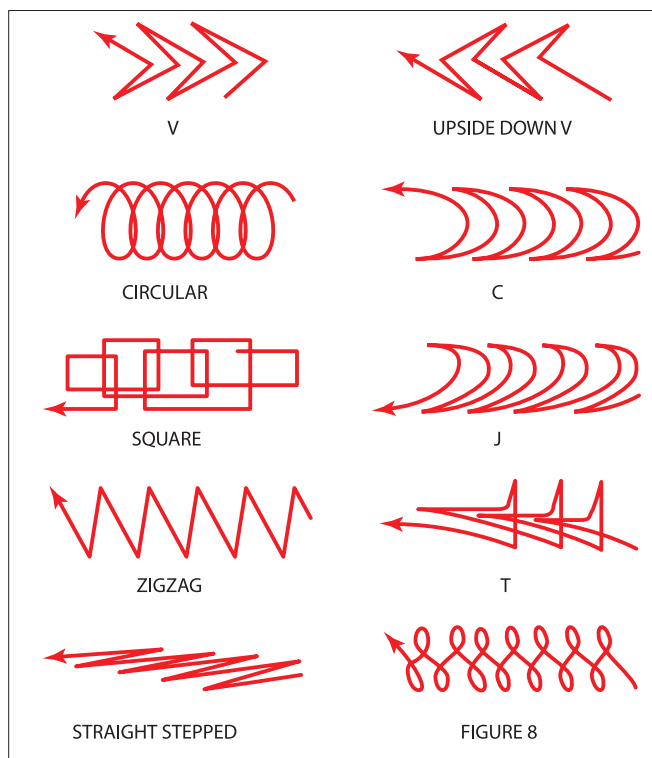 V
UPSIDE DOWN V
CIRCULAR
C
SQUARE
J
ZIGZAG
T
STRAIGHT STEPPED
FIGURE 8